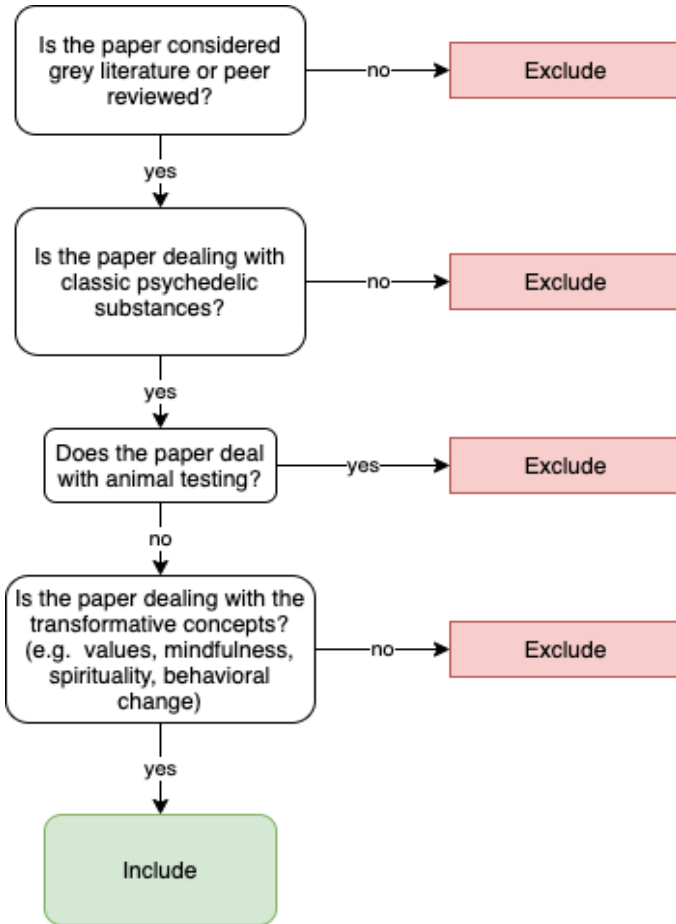 Is the paper considered
grey literature or peer
reviewed?
no
Exclude
yes
Is the paper dealing with
classic psychedelic
substances?
no
Exclude
yes
Does the paper deal
with animal testing?
yes
Exclude
no
Is the paper dealing with the
transformative concepts?
(e.g. values, mindfulness,
spirituality, behavioral
change)
no
Exclude
yes
Include